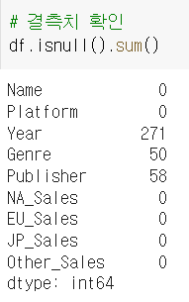 # 결측치 확인
df.isnull().sum()
Name 0
Platform 0
Year 271
Genre 50
Publisher 58
NA_Sales 0
EU_Sales 0
JP_Sales 0
Other_Sales 0
dtype: int64